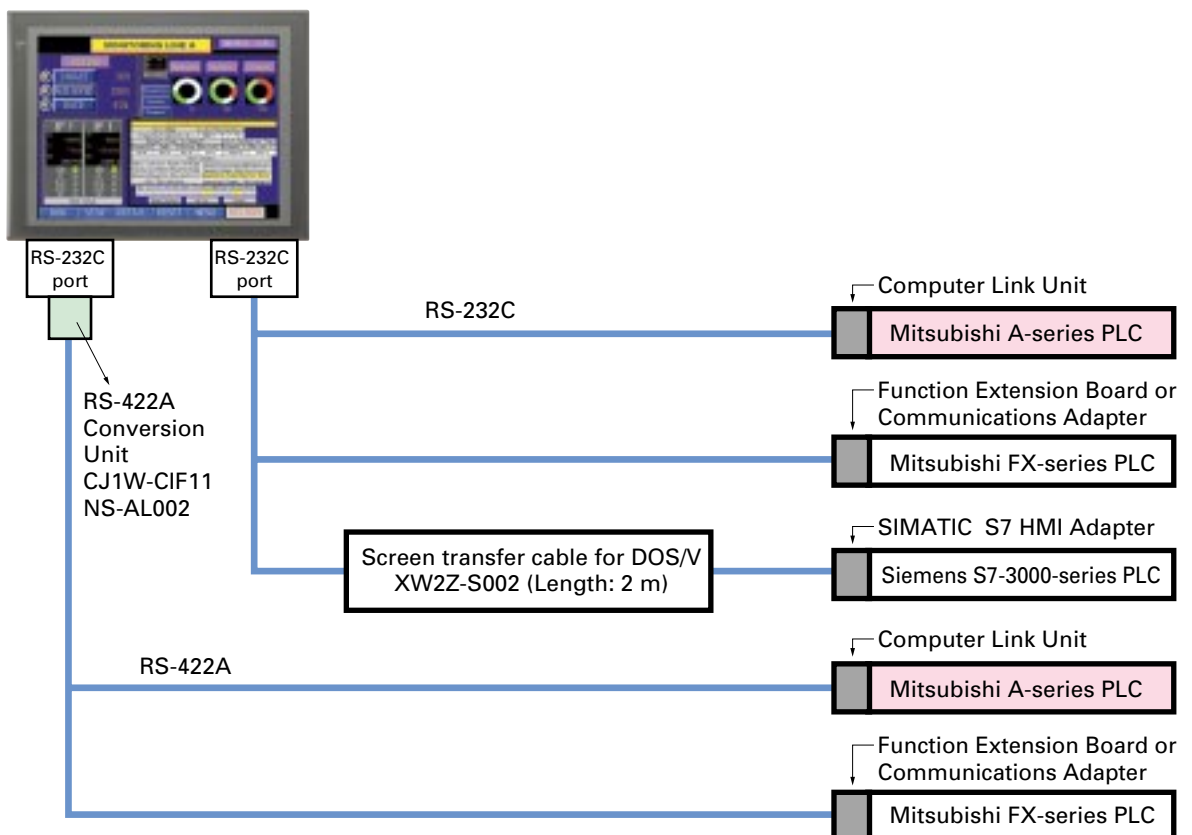 MONITORING LINE A
RS-232C
port
RS-232C
port
RS-232C
Computer Link Unit
Mitsubishi A-series PLC
Function Extension Board or
Communications Adapter
Mitsubishi FX-series PLC
RS-422A
Conversion
Unit
CJ1W-CIF11
NS-AL002
SIMATIC S7 HMI Adapter
Screen transfer cable for DOS/V
XW2Z-S002 (Length: 2 m)
Siemens S7-3000-series PLC
Computer Link Unit
RS-422A
Mitsubishi A-series PLC
Function Extension Board or
Communications Adapter
Mitsubishi FX-series PLC